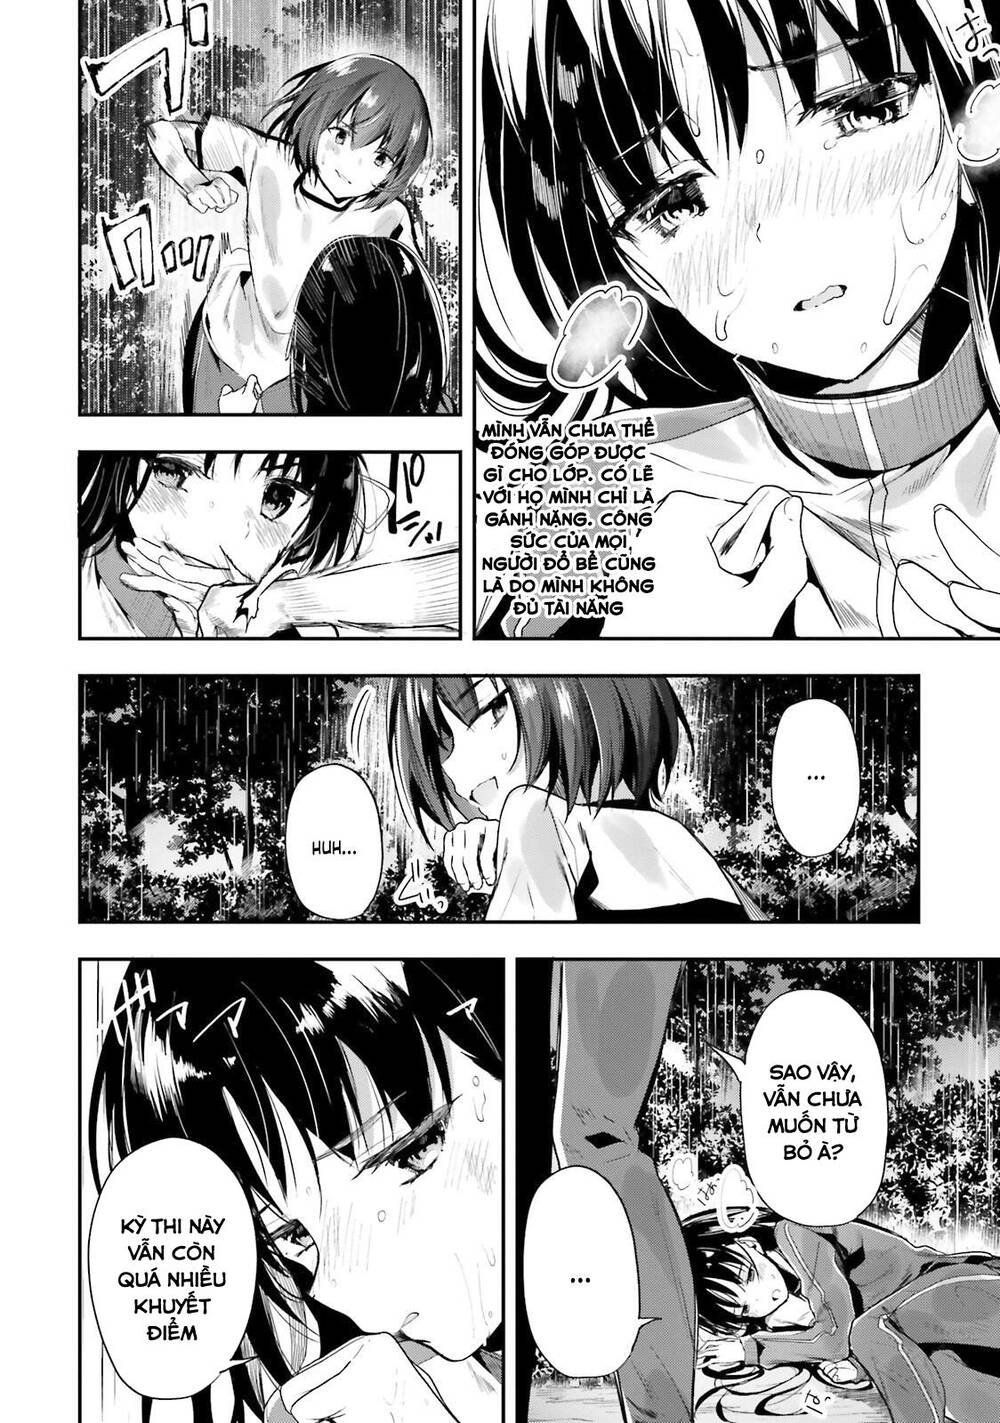 MÌNH VẪN CHƯA THỂ
ĐÓNG GÓP ĐƯỢC
GÌ CHO LỚP. CÓ LẼ
VỚI HỌ MÌNH CHỈ LÀ
GÁNH NẶNG. CÔNG
SỨC CỦA MỌI
NGƯỜI ĐỔ BỂ CŨNG
LÀ DO MÌNH KHÔNG
ĐỦ TÀI NĂNG
...
HUH...
SAO VẬY,
VẪN CHƯA
MUỐN TỪ
BỎ À?
...
KỲ THI NÀY
VẪN CÒN
QUÁ NHIỀU
KHUYẾT
ĐIỂM